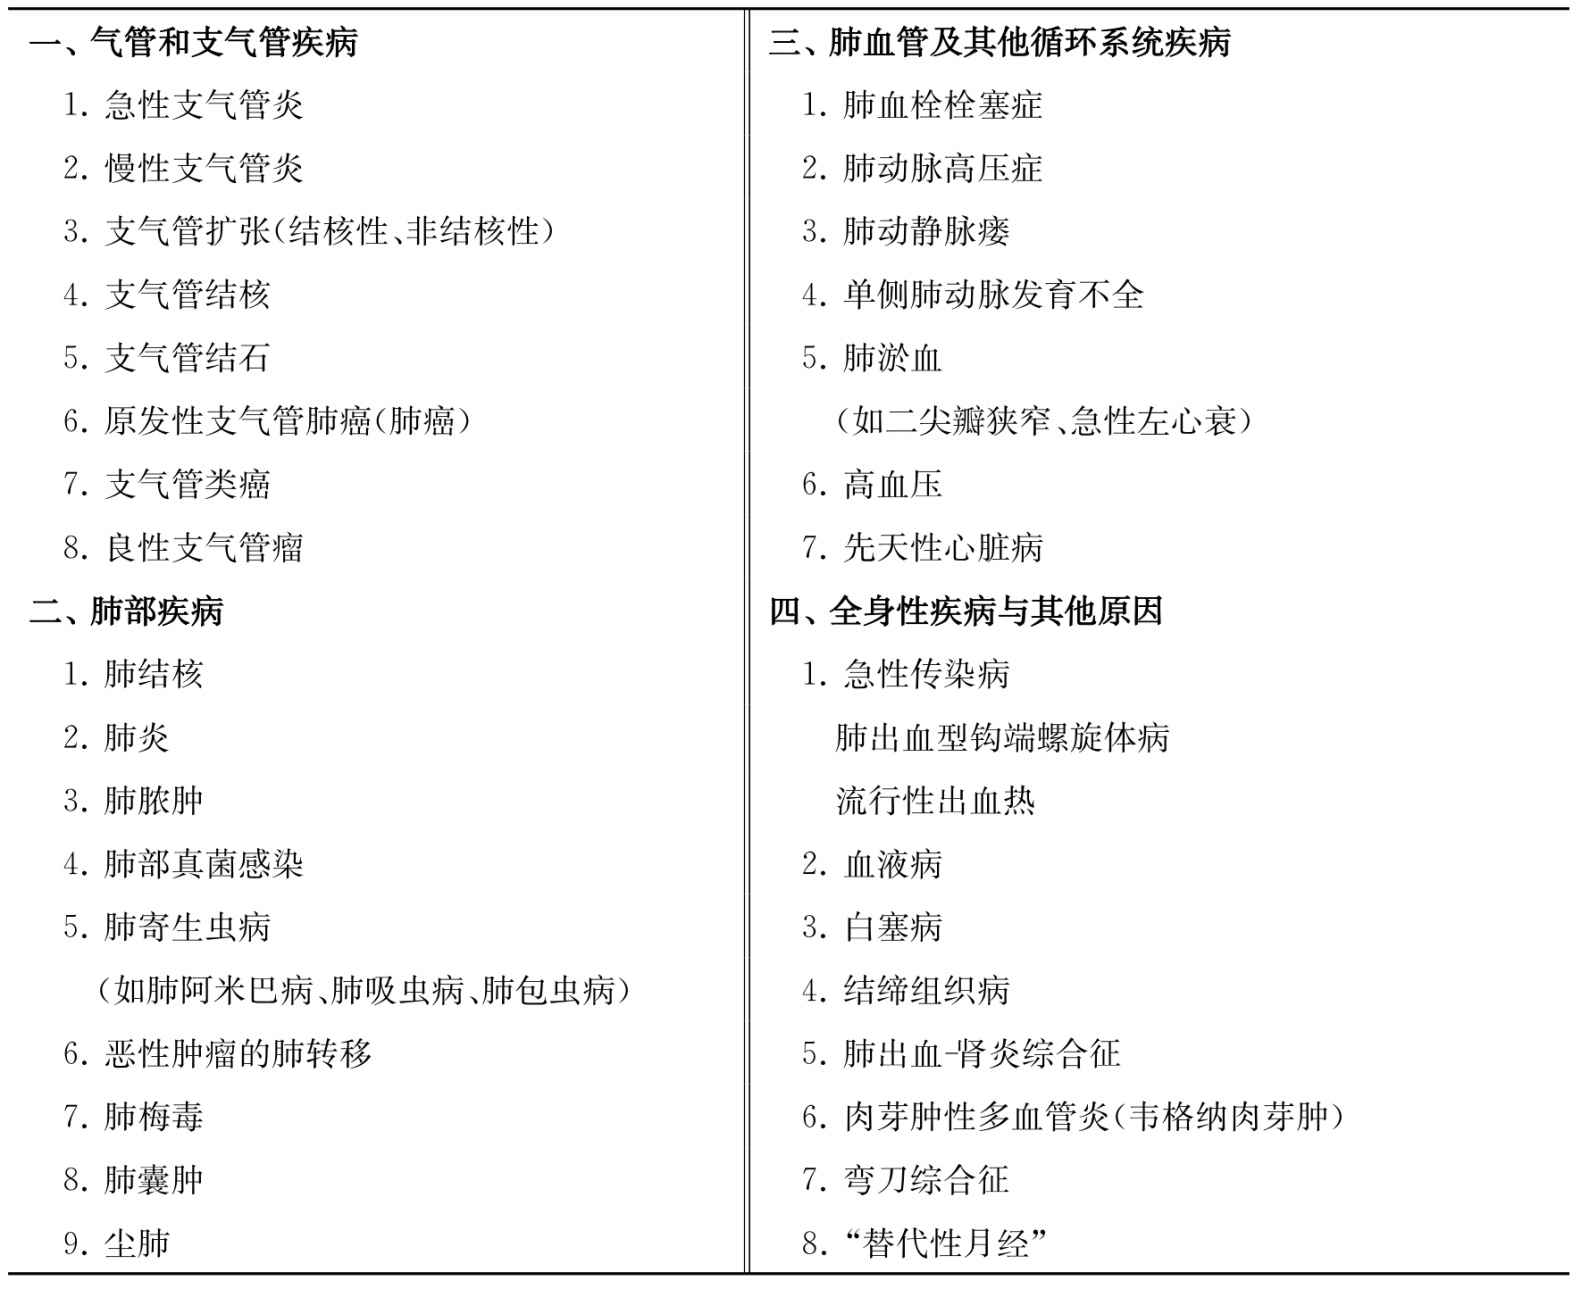 一、气管和支气管疾病
1. 急性支气管炎
2. 慢性支气管炎
3. 支气管扩张(结核性、非结核性)
4. 支气管结核
5. 支气管结石
6. 原发性支气管肺癌(肺癌)
7. 支气管类癌
8. 良性支气管瘤
二、肺部疾病
1. 肺结核
2. 肺炎
3. 肺脓肿
4. 肺部真菌感染
5. 肺寄生虫病
(如肺阿米巴病、肺吸虫病、肺包虫病)
6. 恶性肿瘤的肺转移
7. 肺梅毒
8. 肺囊肿
9. 尘肺
三、肺血管及其他循环系统疾病
1. 肺血栓栓塞症
2. 肺动脉高压症
3. 肺动静脉瘘
4. 单侧肺动脉发育不全
5. 肺淤血
(如二尖瓣狭窄、急性左心衰)
6. 高血压
7. 先天性心脏病
四、全身性疾病与其他原因
1. 急性传染病
肺出血型钩端螺旋体病
流行性出血热
2. 血液病
3. 白塞病
4. 结缔组织病
5. 肺出血-肾炎综合征
6. 肉芽肿性多血管炎(韦格纳肉芽肿)
7. 弯刀综合征
8. “替代性月经”